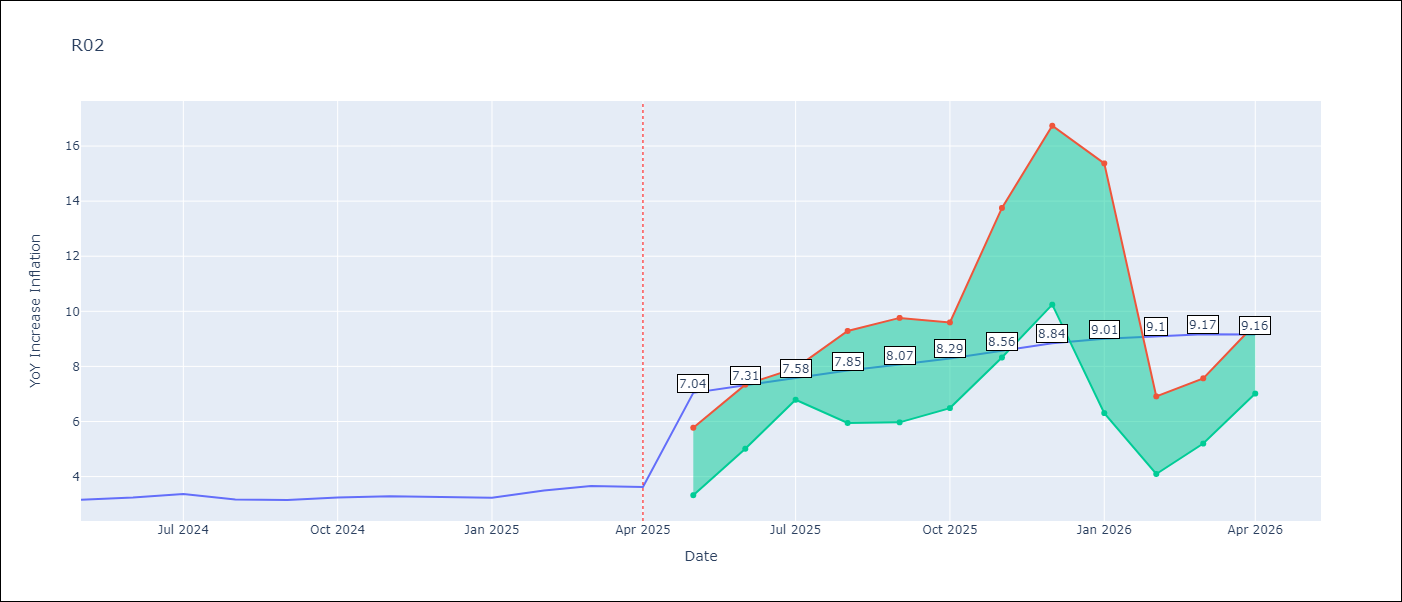 R02
YoY Increase Inflation
16
14
12
10
8
6
4
7.04
7.31
7.58
7.85
8.07
8.29
8.56
8.84
9.01
9.1
9.17
9.16
Jul 2024
Oct 2024
Jan 2025
Apr 2025
Jul 2025
Oct 2025
Jan 2026
Apr 2026
Date